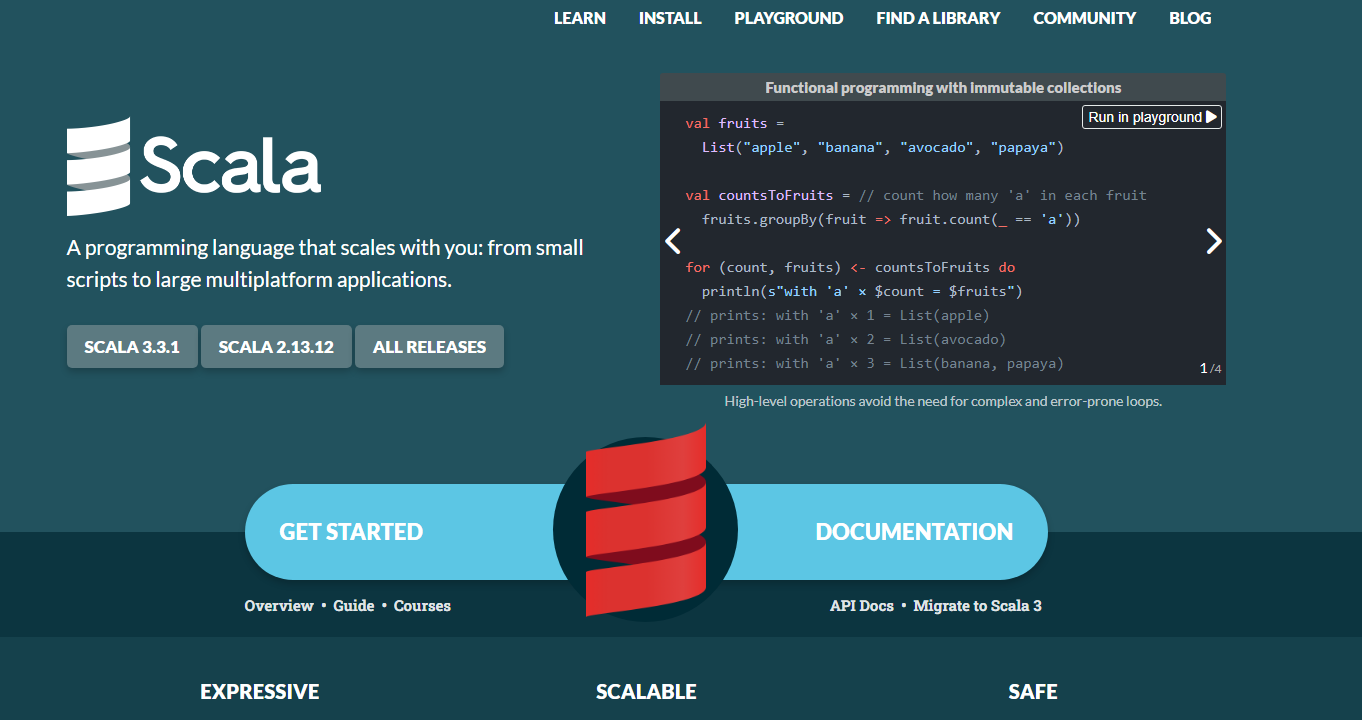 LEARN INSTALL PLAYGROUND FIND A LIBRARY COMMUNITY BLOG
Scala
A programming language that scales with you: from small
scripts to large multiplatform applications.
SCALA 3.3.1 SCALA 2.13.12 ALL RELEASES
Functional programming with immutable collections
Run in playground
val fruits =
  List("apple", "banana", "avocado", "papaya")
val countsToFruits = // count how many 'a' in each fruit
  fruits.groupBy(fruit => fruit.count(_ == 'a'))
for (count, fruits) <- countsToFruits do
  println(s"with 'a' × $count = $fruits")
// prints: with 'a' × 1 = List(apple)
// prints: with 'a' × 2 = List(avocado)
// prints: with 'a' × 3 = List(banana, papaya)
1/4
High-level operations avoid the need for complex and error-prone loops.
GET STARTED
DOCUMENTATION
Overview • Guide • Courses
API Docs • Migrate to Scala 3
EXPRESSIVE
SCALABLE
SAFE